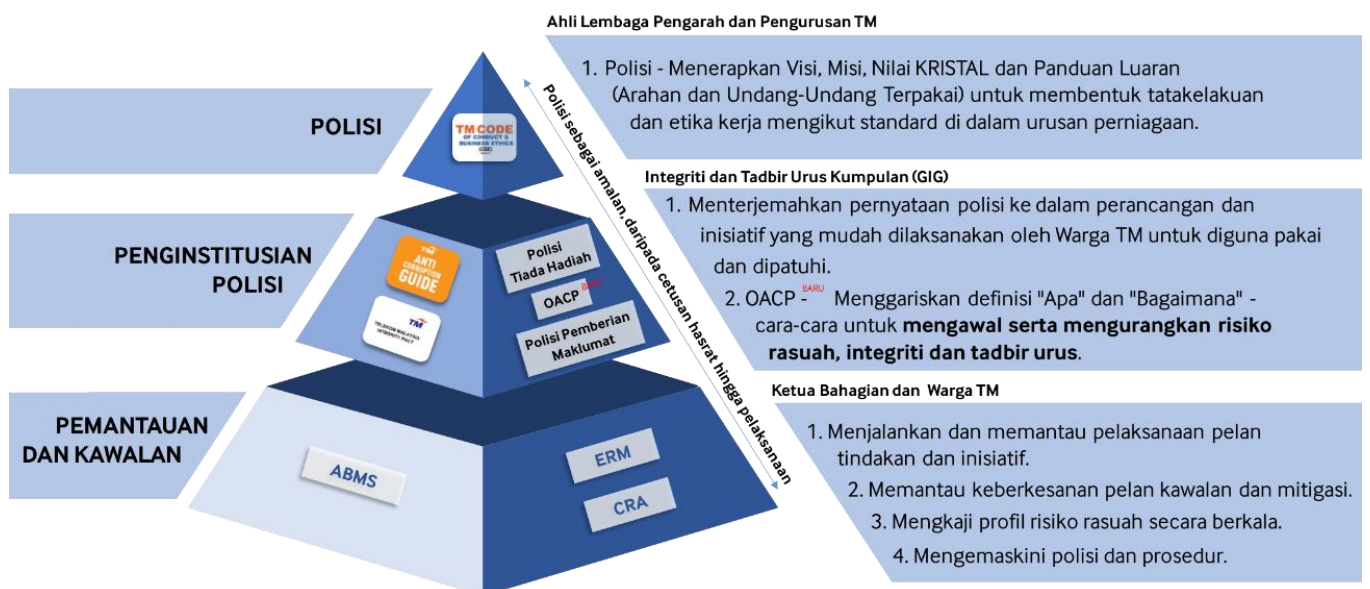 Ahli Lembaga Pengarah dan Pengurusan TM
POLISI
TM CODE
OF CONDUCT &
BUSINESS ETHICS
(CBE)
1. Polisi - Menerapkan Visi, Misi, Nilai KRISTAL dan Panduan Luaran
(Arahan dan Undang-Undang Terpakai) untuk membentuk tatakelakuan
dan etika kerja mengikut standard di dalam urusan perniagaan.
Polisi sebagai amalan, daripada cetusan hasrat hingga pelaksanaan
Integriti dan Tadbir Urus Kumpulan (GIG)
PENGINSTITUSIAN
POLISI
TM
ANTI
CORRUPTION
GUIDE
TM
TELEKOM MALAYSIA
INTEGRITY PACT
Polisi
Tiada Hadiah
OACP BARU
Polisi Pemberian
Maklumat
1. Menterjemahkan pernyataan polisi ke dalam perancangan dan
inisiatif yang mudah dilaksanakan oleh Warga TM untuk diguna pakai
dan dipatuhi.
2. OACP - BARU Menggariskan definisi "Apa" dan "Bagaimana" -
cara-cara untuk mengawal serta mengurangkan risiko
rasuah, integriti dan tadbir urus.
Ketua Bahagian dan Warga TM
PEMANTAUAN
DAN KAWALAN
ABMS
ERM
CRA
1. Menjalankan dan memantau pelaksanaan pelan
tindakan dan inisiatif.
2. Memantau keberkesanan pelan kawalan dan mitigasi.
3. Mengkaji profil risiko rasuah secara berkala.
4. Mengemaskini polisi dan prosedur.